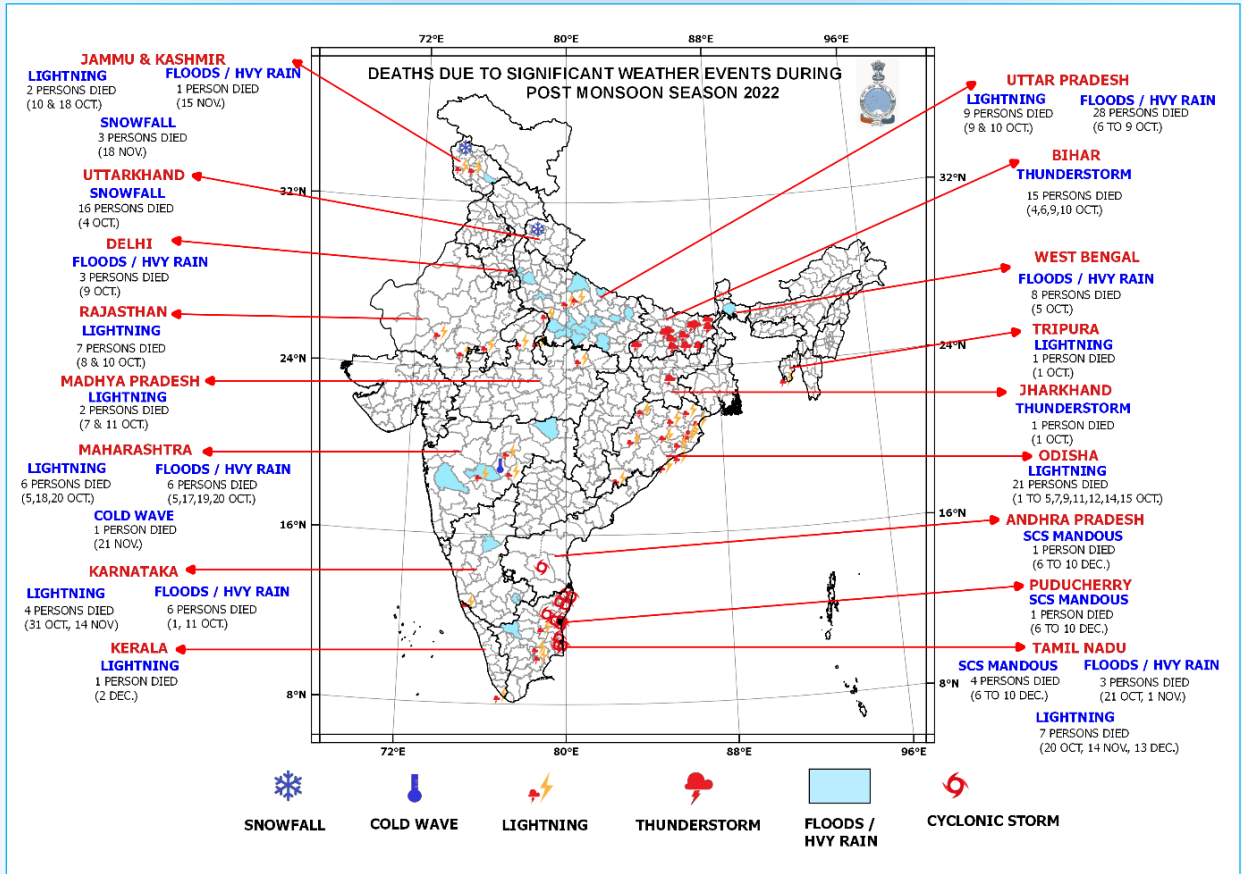 72°E 80°E 88°E 96°E
DEATHS DUE TO SIGNIFICANT WEATHER EVENTS DURING
POST MONSOON SEASON 2022
JAMMU & KASHMIR
LIGHTNING
2 PERSONS DIED
(10 & 18 OCT.)
FLOODS / HVY RAIN
1 PERSON DIED
(15 NOV.)
SNOWFALL
3 PERSONS DIED
(18 NOV.)
UTTARKHAND
SNOWFALL
16 PERSONS DIED
(4 OCT.)
DELHI
FLOODS / HVY RAIN
3 PERSONS DIED
(9 OCT.)
RAJASTHAN
LIGHTNING
7 PERSONS DIED
(8 & 10 OCT.)
MADHYA PRADESH
LIGHTNING
2 PERSONS DIED
(7 & 11 OCT.)
MAHARASHTRA
LIGHTNING
6 PERSONS DIED
(5,18,20 OCT.)
FLOODS / HVY RAIN
6 PERSONS DIED
(5,17,19,20 OCT.)
COLD WAVE
1 PERSON DIED
(21 NOV.)
KARNATAKA
LIGHTNING
4 PERSONS DIED
(31 OCT., 14 NOV)
FLOODS / HVY RAIN
6 PERSONS DIED
(1, 11 OCT.)
KERALA
LIGHTNING
1 PERSON DIED
(2 DEC.)
32°N
24°N
16°N
8°N
UTTAR PRADESH
LIGHTNING
9 PERSONS DIED
(9 & 10 OCT.)
FLOODS / HVY RAIN
28 PERSONS DIED
(6 TO 9 OCT.)
BIHAR
THUNDERSTORM
15 PERSONS DIED
(4,6,9,10 OCT.)
WEST BENGAL
FLOODS / HVY RAIN
8 PERSONS DIED
(5 OCT.)
TRIPURA
LIGHTNING
1 PERSON DIED
(1 OCT.)
JHARKHAND
THUNDERSTORM
1 PERSON DIED
(1 OCT.)
ODISHA
LIGHTNING
21 PERSONS DIED
(1 TO 5,7,9,11,12,14,15 OCT.)
ANDHRA PRADESH
SCS MANDOUS
1 PERSON DIED
(6 TO 10 DEC.)
PUDUCHERRY
SCS MANDOUS
1 PERSON DIED
(6 TO 10 DEC.)
TAMIL NADU
SCS MANDOUS
4 PERSONS DIED
(6 TO 10 DEC.)
FLOODS / HVY RAIN
3 PERSONS DIED
(21 OCT, 1 NOV.)
LIGHTNING
7 PERSONS DIED
(20 OCT, 14 NOV., 13 DEC.)
32°N
24°N
16°N
8°N
72°E 80°E 88°E 96°E
SNOWFALL
COLD WAVE
LIGHTNING
THUNDERSTORM
FLOODS /
HVY RAIN
CYCLONIC STORM